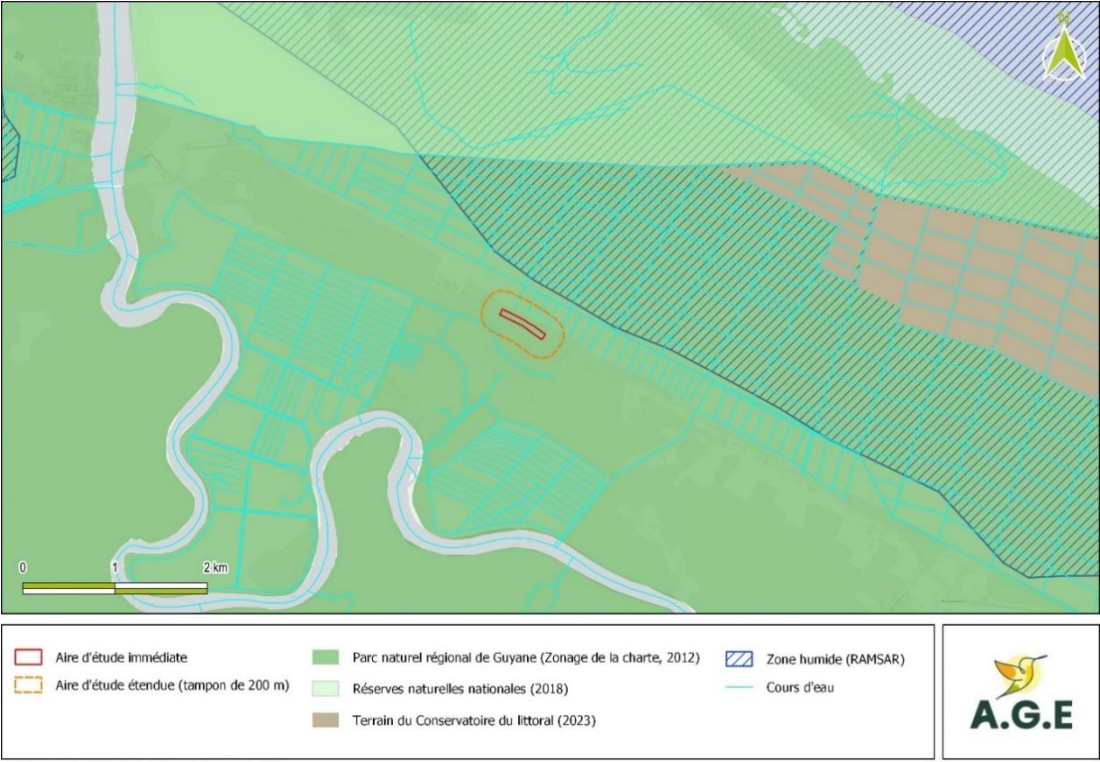 N
0 1 2 km
Aire d'étude immédiate
Aire d'étude étendue (tampon de 200 m)
Parc naturel régional de Guyane (Zonage de la charte, 2012)
Réserves naturelles nationales (2018)
Terrain du Conservatoire du littoral (2023)
Zone humide (RAMSAR)
Cours d'eau
A.G.E